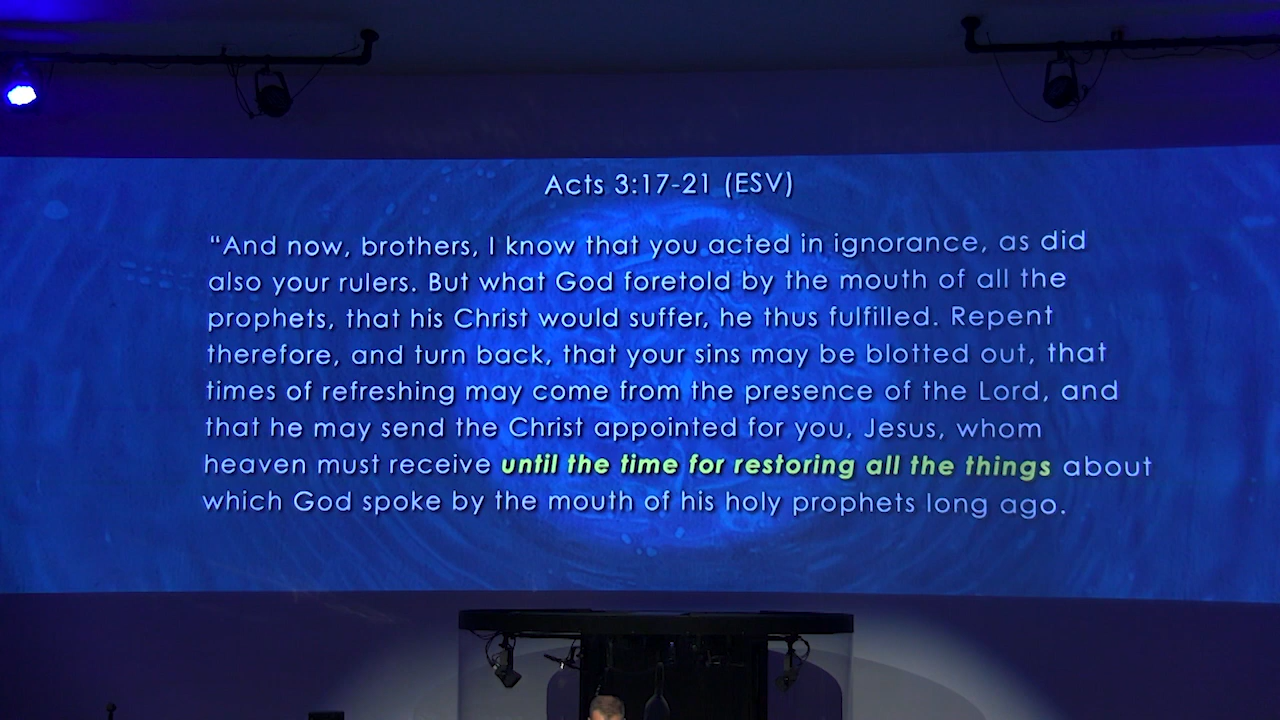 Acts 3:17-21 (ESV)
“And now, brothers, I know that you acted in ignorance, as did
also your rulers. But what God foretold by the mouth of all the
prophets, that his Christ would suffer, he thus fulfilled. Repent
therefore, and turn back, that your sins may be blotted out, that
times of refreshing may come from the presence of the Lord, and
that he may send the Christ appointed for you, Jesus, whom
heaven must receive until the time for restoring all the things about
which God spoke by the mouth of his holy prophets long ago.